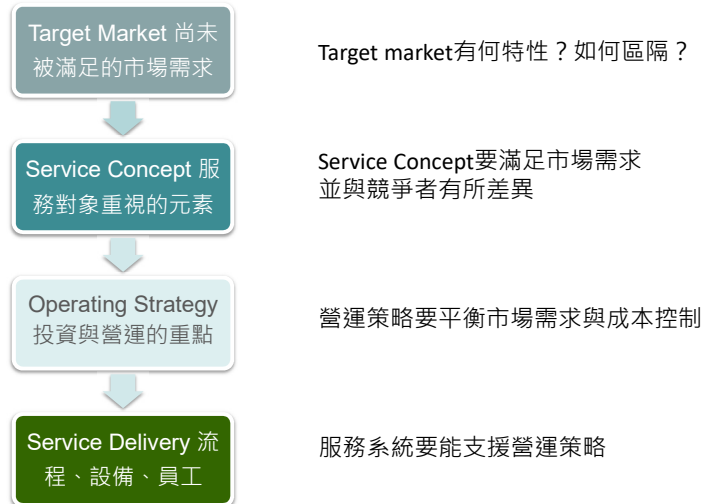 Target Market 尚未
被滿足的市場需求
Target market有何特性？如何區隔？
Service Concept 服
務對象重視的元素
Service Concept要滿足市場需求
並與競爭者有所差異
Operating Strategy
投資與營運的重點
營運策略要平衡市場需求與成本控制
Service Delivery 流
程、設備、員工
服務系統要能支援營運策略